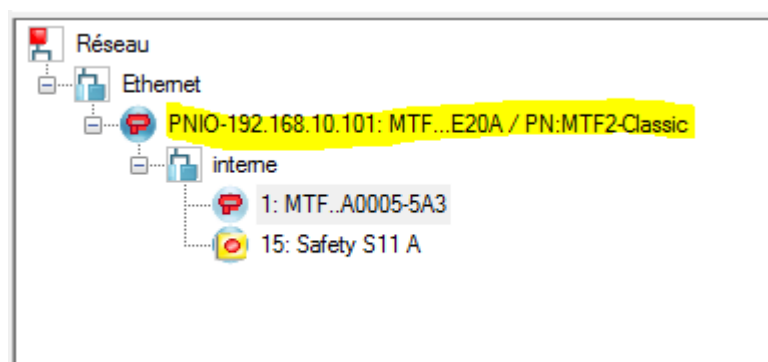 Réseau
Ethernet
PNIO-192.168.10.101: MTF...E20A / PN:MTF2-Classic
interne
1: MTF..A0005-5A3
15: Safety S11 A